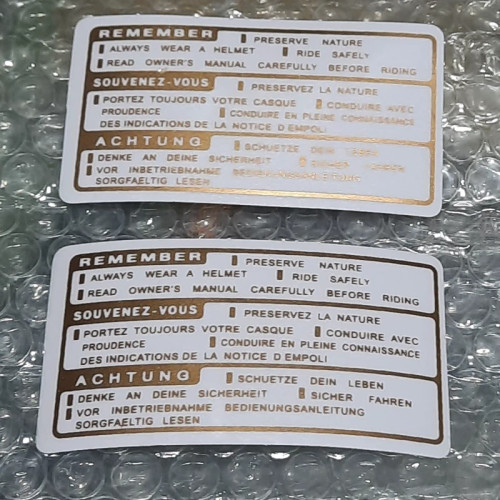 REMEMBER PRESERVE NATURE
ALWAYS WEAR A HELMET RIDE SAFELY
READ OWNER'S MANUAL CAREFULLY BEFORE RIDING
SOUVENEZ-VOUS PRESERVEZ LA NATURE
PORTEZ TOUJOURS VOTRE CASQUE CONDUIRE AVEC
PROUDENCE CONDUIRE EN PLEINE CONNAISSANCE
DES INDICATIONS DE LA NOTICE D'EMPOLI
ACHTUNG SCHUETZE DEIN LEBEN
DENKE AN DEINE SICHERHEIT SICHER FAHREN
VOR INBETRIEBNAHME BEDIENUNGSANLEITUNG
SORGFAELTIG LESEN
REMEMBER PRESERVE NATURE
ALWAYS WEAR A HELMET RIDE SAFELY
READ OWNER'S MANUAL CAREFULLY BEFORE RIDING
SOUVENEZ-VOUS PRESERVEZ LA NATURE
PORTEZ TOUJOURS VOTRE CASQUE CONDUIRE AVEC
PROUDENCE CONDUIRE EN PLEINE CONNAISSANCE
DES INDICATIONS DE LA NOTICE D'EMPOLI
ACHTUNG SCHUETZE DEIN LEBEN
DENKE AN DEINE SICHERHEIT SICHER FAHREN
VOR INBETRIEBNAHME BEDIENUNGSANLEITUNG
SORGFAELTIG LESEN